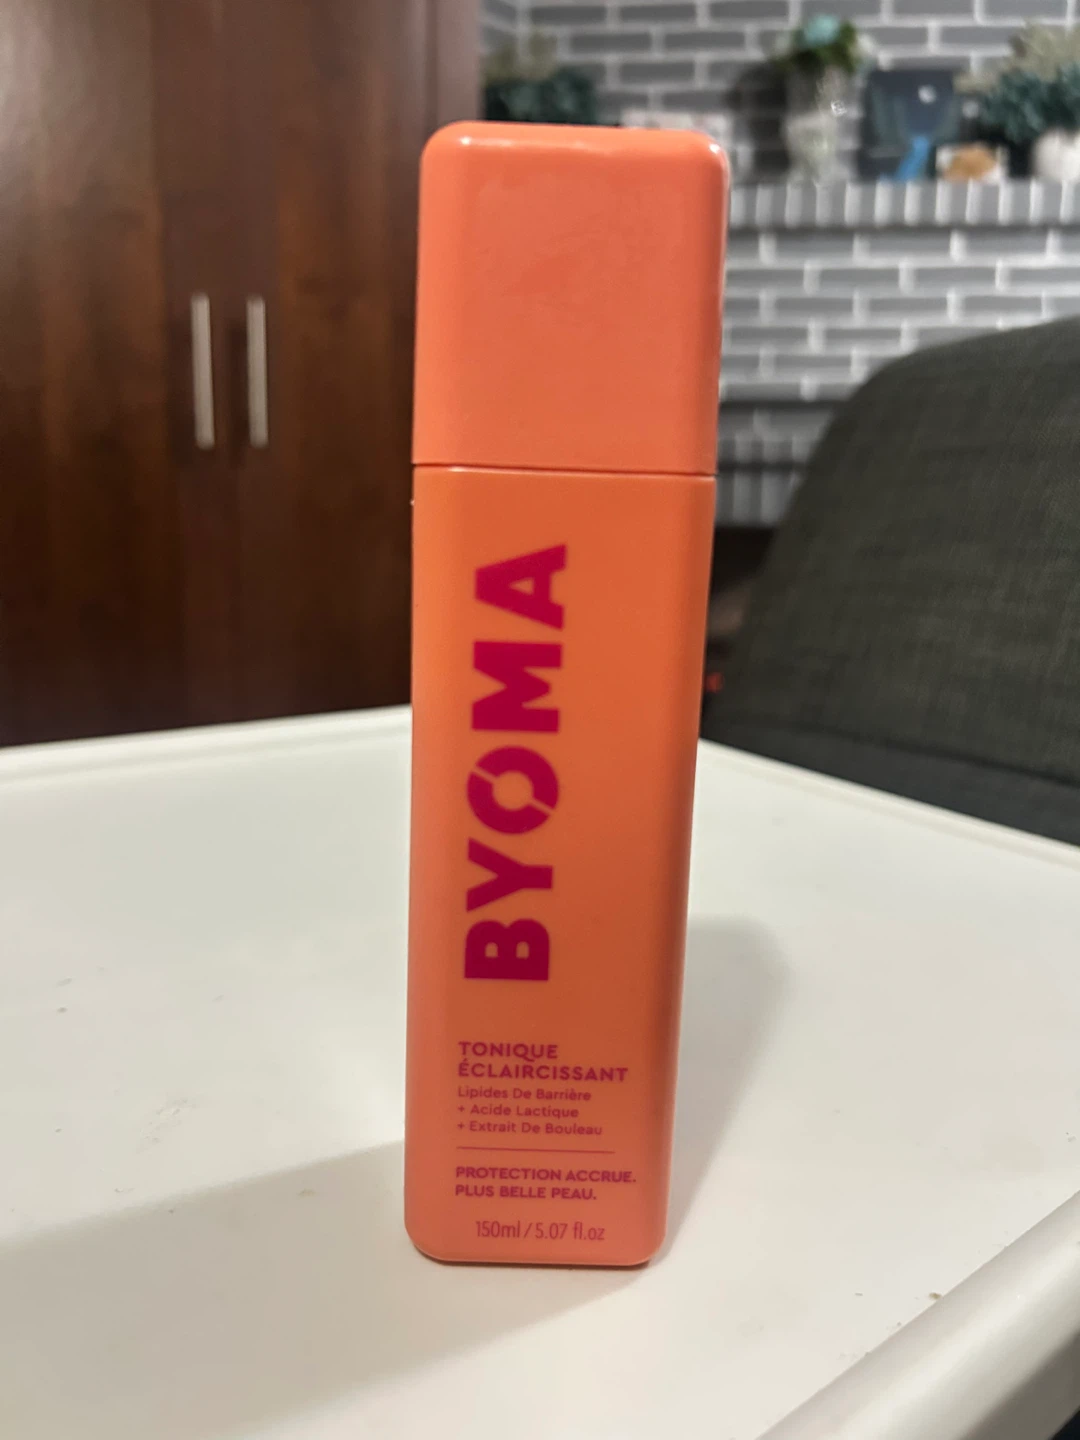 BYOMA
TONIQUE
ÉCLAIRCISSANT
Lipides De Barrière
+ Acide Lactique
+ Extrait De Bouleau
PROTECTION ACCRUE.
PLUS BELLE PEAU.
150ml / 5.07 fl.oz